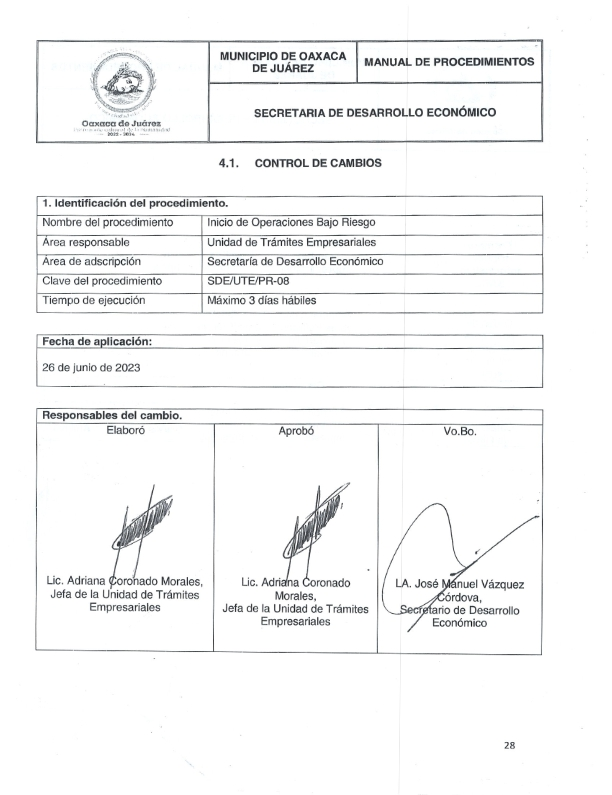 MUNICIPIO DE OAXACA
DE JUÁREZ
MANUAL DE PROCEDIMIENTOS
Oaxaca de Juárez
2022 - 2024
SECRETARIA DE DESARROLLO ECONÓMICO
4.1. CONTROL DE CAMBIOS
1. Identificación del procedimiento.
Nombre del procedimiento Inicio de Operaciones Bajo Riesgo
Área responsable Unidad de Trámites Empresariales
Área de adscripción Secretaría de Desarrollo Económico
Clave del procedimiento SDE/UTE/PR-08
Tiempo de ejecución Máximo 3 días hábiles
Fecha de aplicación:
26 de junio de 2023
Responsables del cambio.
Elaboró
Lic. Adriana Coronado Morales,
Jefa de la Unidad de Trámites
Empresariales
Aprobó
Lic. Adriana Coronado
Morales,
Jefa de la Unidad de Trámites
Empresariales
Vo.Bo.
LA. José Manuel Vázquez
Córdova,
Secretario de Desarrollo
Económico
28